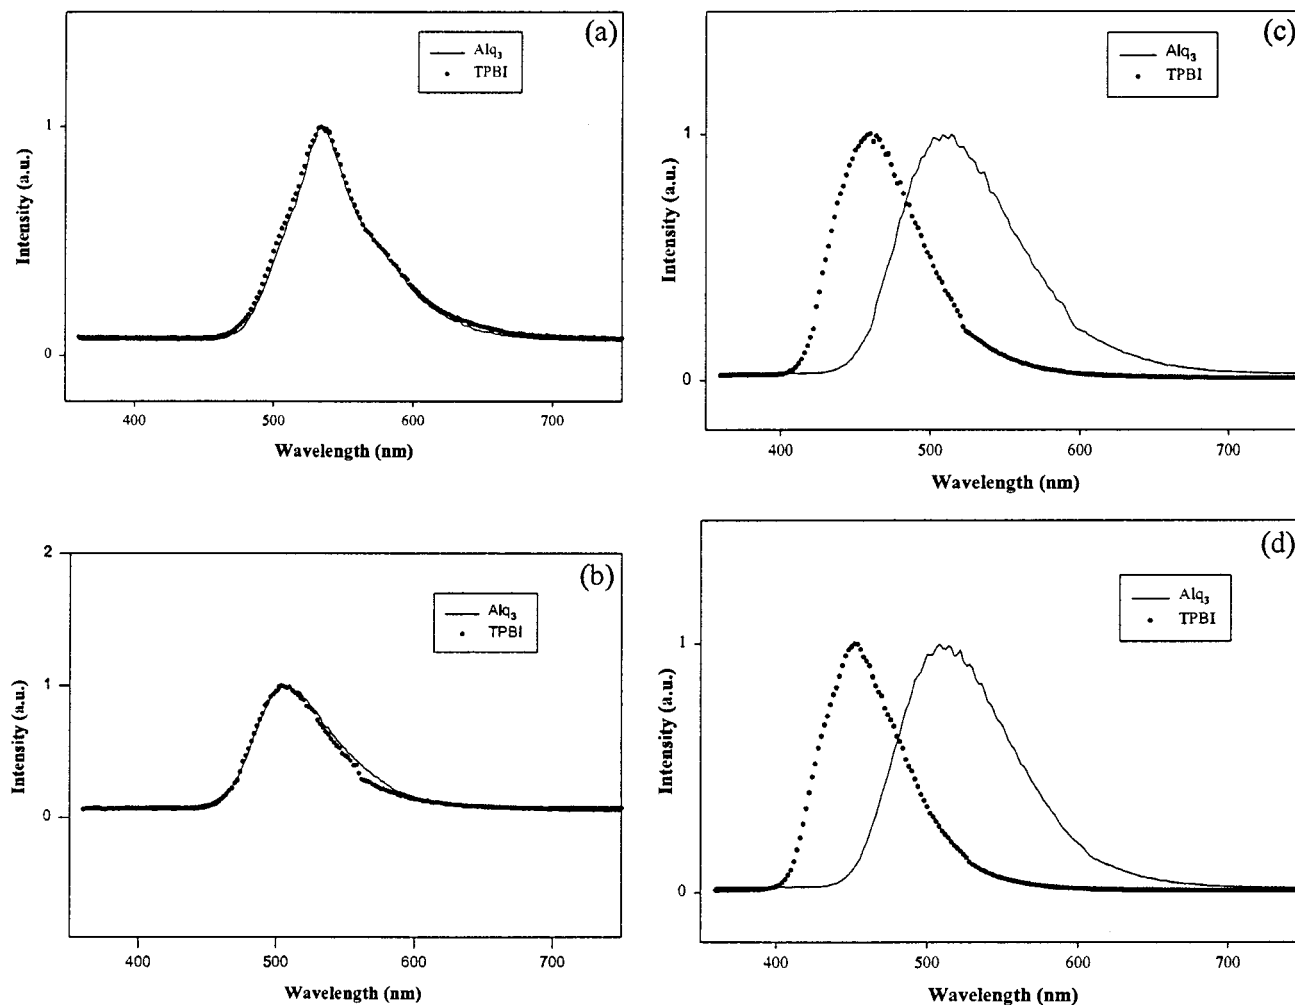 (a)
Alq3
TPBI
1
0
Intensity (a.u.)
400 500 600 700
Wavelength (nm)
(c)
Alq3
TPBI
1
0
Intensity (a.u.)
400 500 600 700
Wavelength (nm)
(b)
Alq3
TPBI
2
1
0
Intensity (a.u.)
400 500 600 700
Wavelength (nm)
(d)
Alq3
TPBI
1
0
Intensity (a.u.)
400 500 600 700
Wavelength (nm)